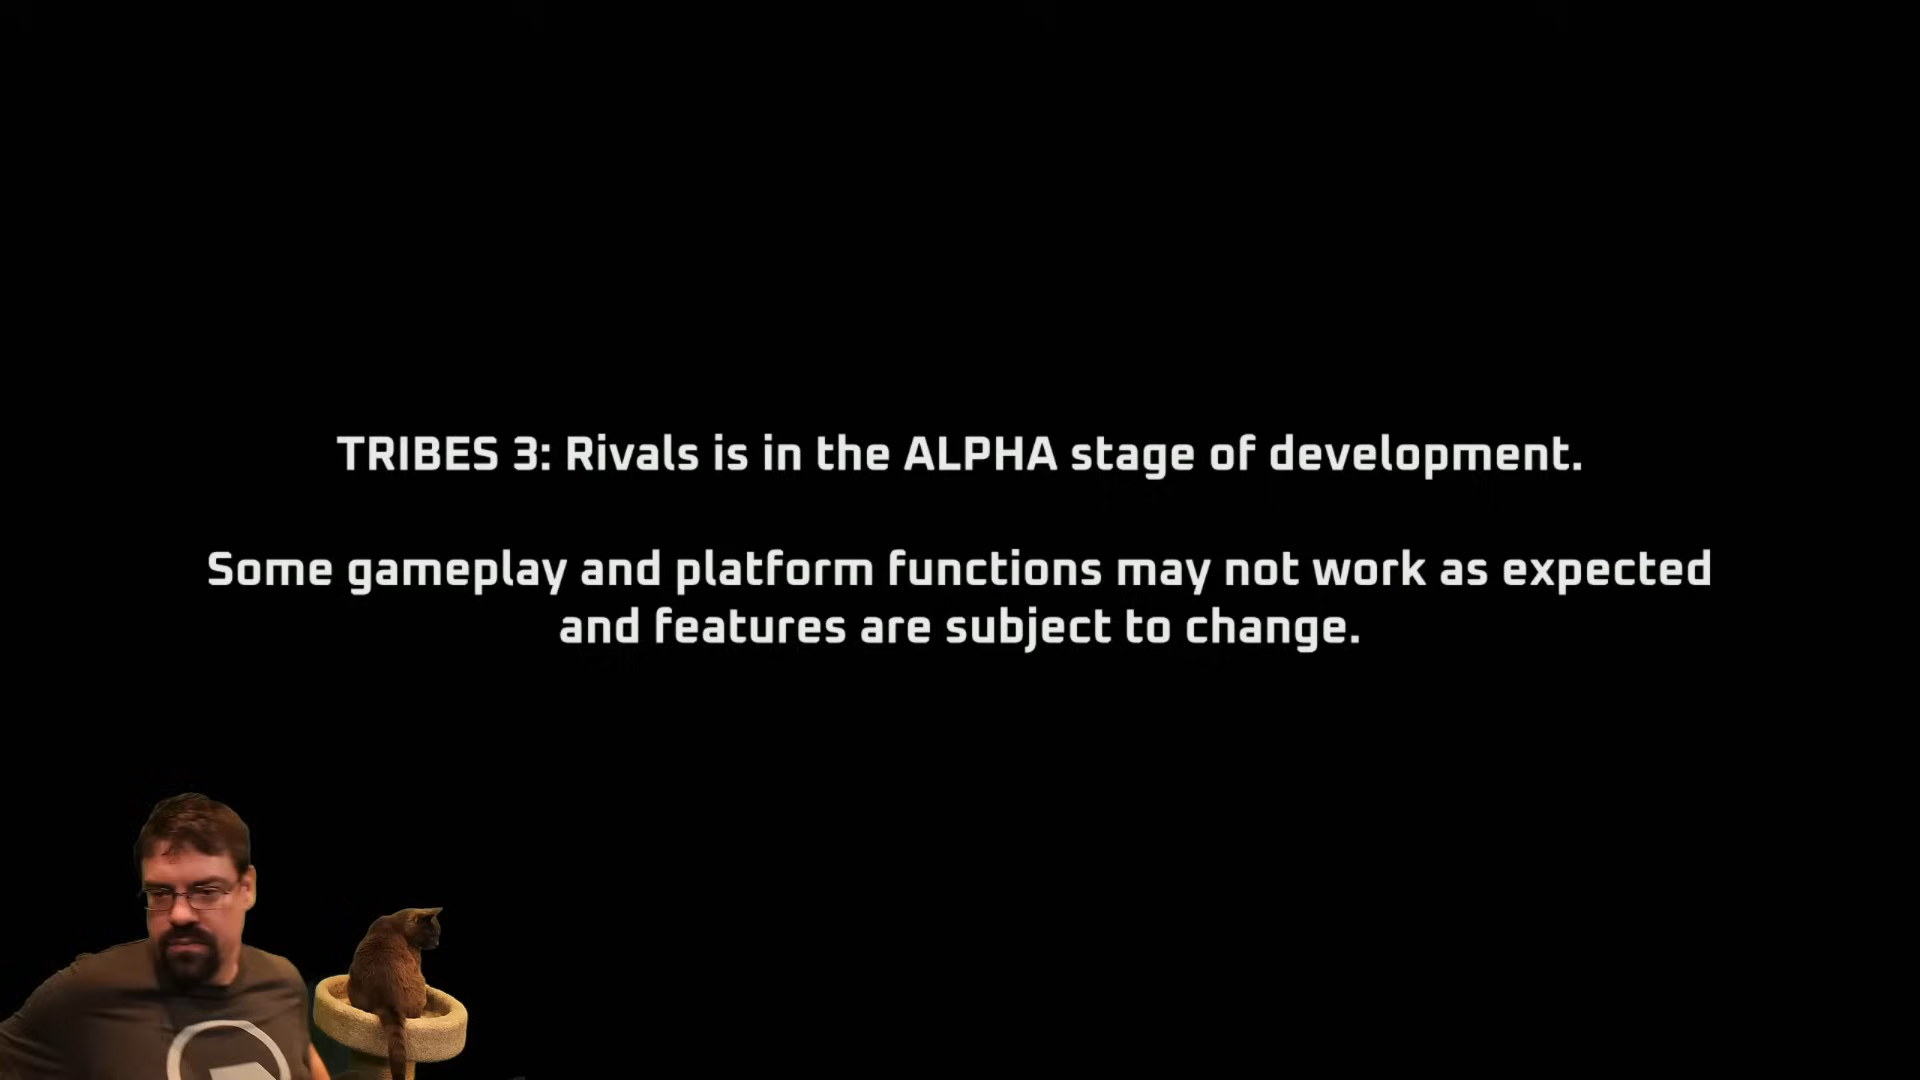 TRIBES 3: Rivals is in the ALPHA stage of development.
Some gameplay and platform functions may not work as expected
and features are subject to change.